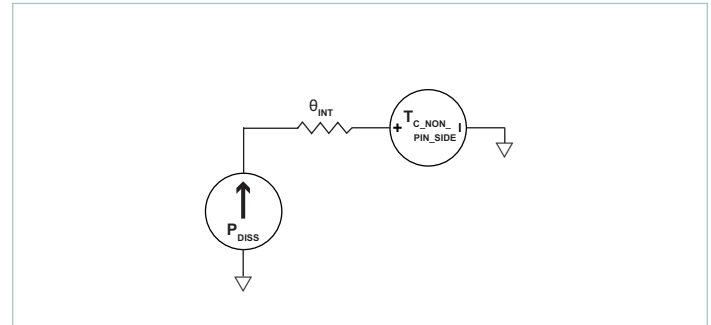 θINT
+ TC_NON_ I
PIN_SIDE
PDISS